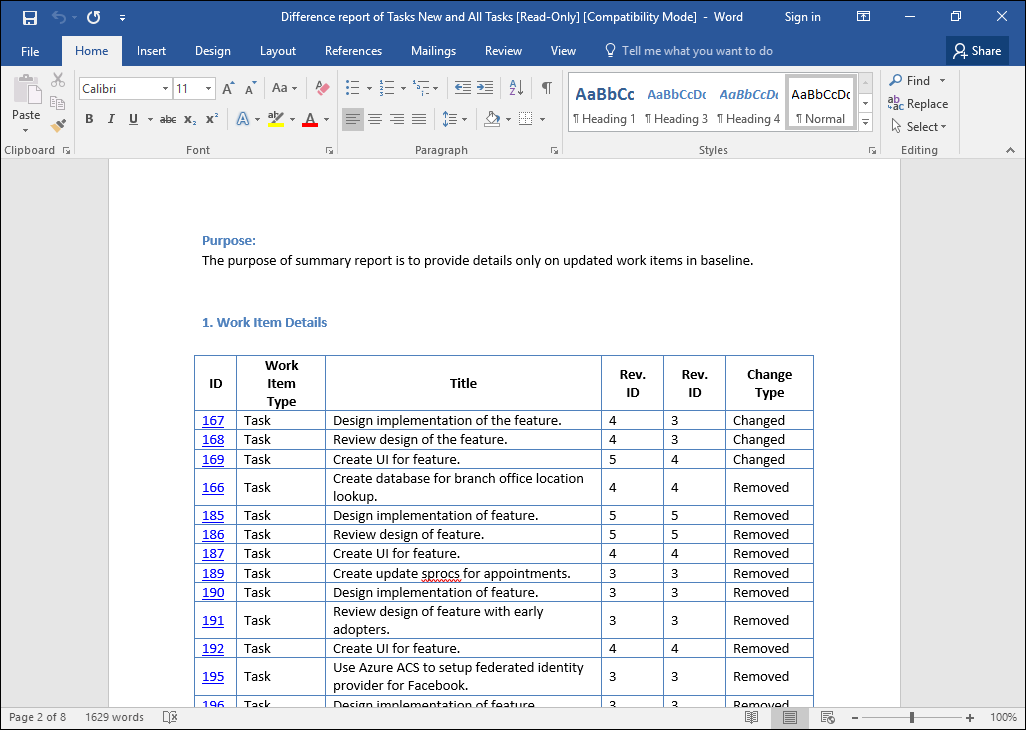 Difference report of Tasks New and All Tasks [Read-Only] [Compatibility Mode] - Word Sign in
File Home Insert Design Layout References Mailings Review View Tell me what you want to do Share
Paste
Calibri 11
Aa
B I U abc x₂ x² A ab A
AaBbCc AaBbCcDc AaBbCcDc AaBbCcDc
¶ Heading 1 ¶ Heading 3 ¶ Heading 4 ¶ Normal
Find
Replace
Select
Clipboard Font Paragraph Styles Editing
Purpose:
The purpose of summary report is to provide details only on updated work items in baseline.
1. Work Item Details
ID Work Item Type Title Rev. ID Rev. ID Change Type
167 Task Design implementation of the feature. 4 3 Changed
168 Task Review design of the feature. 4 3 Changed
169 Task Create UI for feature. 5 4 Changed
166 Task Create database for branch office location lookup. 4 4 Removed
185 Task Design implementation of feature. 5 5 Removed
186 Task Review design of feature. 5 5 Removed
187 Task Create UI for feature. 4 4 Removed
189 Task Create update sprocs for appointments. 3 3 Removed
190 Task Design implementation of feature. 3 3 Removed
191 Task Review design of feature with early adopters. 3 3 Removed
192 Task Create UI for feature. 4 4 Removed
195 Task Use Azure ACS to setup federated identity provider for Facebook. 3 3 Removed
196 Task Design implementation of feature. 3 3 Removed
Page 2 of 8 1629 words 100%